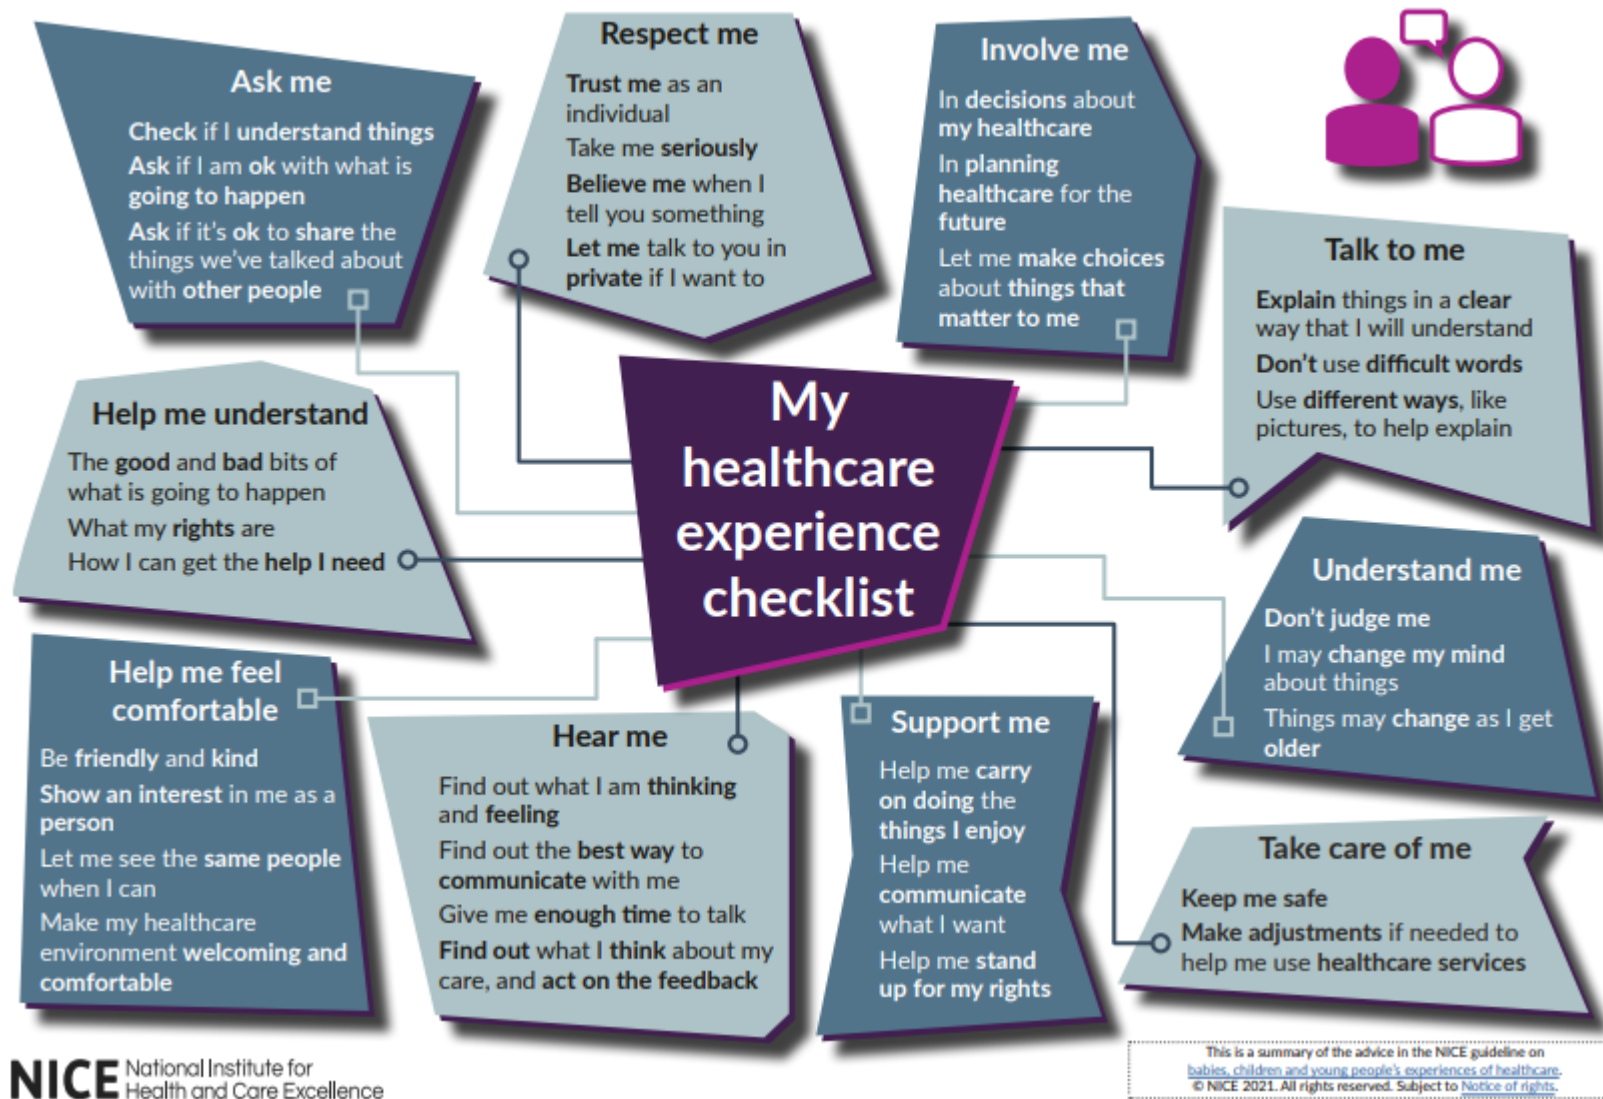 Ask me
Check if I understand things
Ask if I am ok with what is
going to happen
Ask if it's ok to share the
things we've talked about
with other people
Respect me
Trust me as an
individual
Take me seriously
Believe me when I
tell you something
Let me talk to you in
private if I want to
Involve me
In decisions about
my healthcare
In planning
healthcare for the
future
Let me make choices
about things that
matter to me
Talk to me
Explain things in a clear
way that I will understand
Don't use difficult words
Use different ways, like
pictures, to help explain
Help me understand
The good and bad bits of
what is going to happen
What my rights are
How I can get the help I need
My
healthcare
experience
checklist
Understand me
Don't judge me
I may change my mind
about things
Things may change as I get
older
Help me feel
comfortable
Be friendly and kind
Show an interest in me as a
person
Let me see the same people
when I can
Make my healthcare
environment welcoming and
comfortable
Hear me
Find out what I am thinking
and feeling
Find out the best way to
communicate with me
Give me enough time to talk
Find out what I think about my
care, and act on the feedback
Support me
Help me carry
on doing the
things I enjoy
Help me
communicate
what I want
Help me stand
up for my rights
Take care of me
Keep me safe
Make adjustments if needed to
help me use healthcare services
NICE National Institute for
Health and Care Excellence
This is a summary of the advice in the NICE guideline on
babies, children and young people's experiences of healthcare.
© NICE 2021. All rights reserved. Subject to Notice of rights.